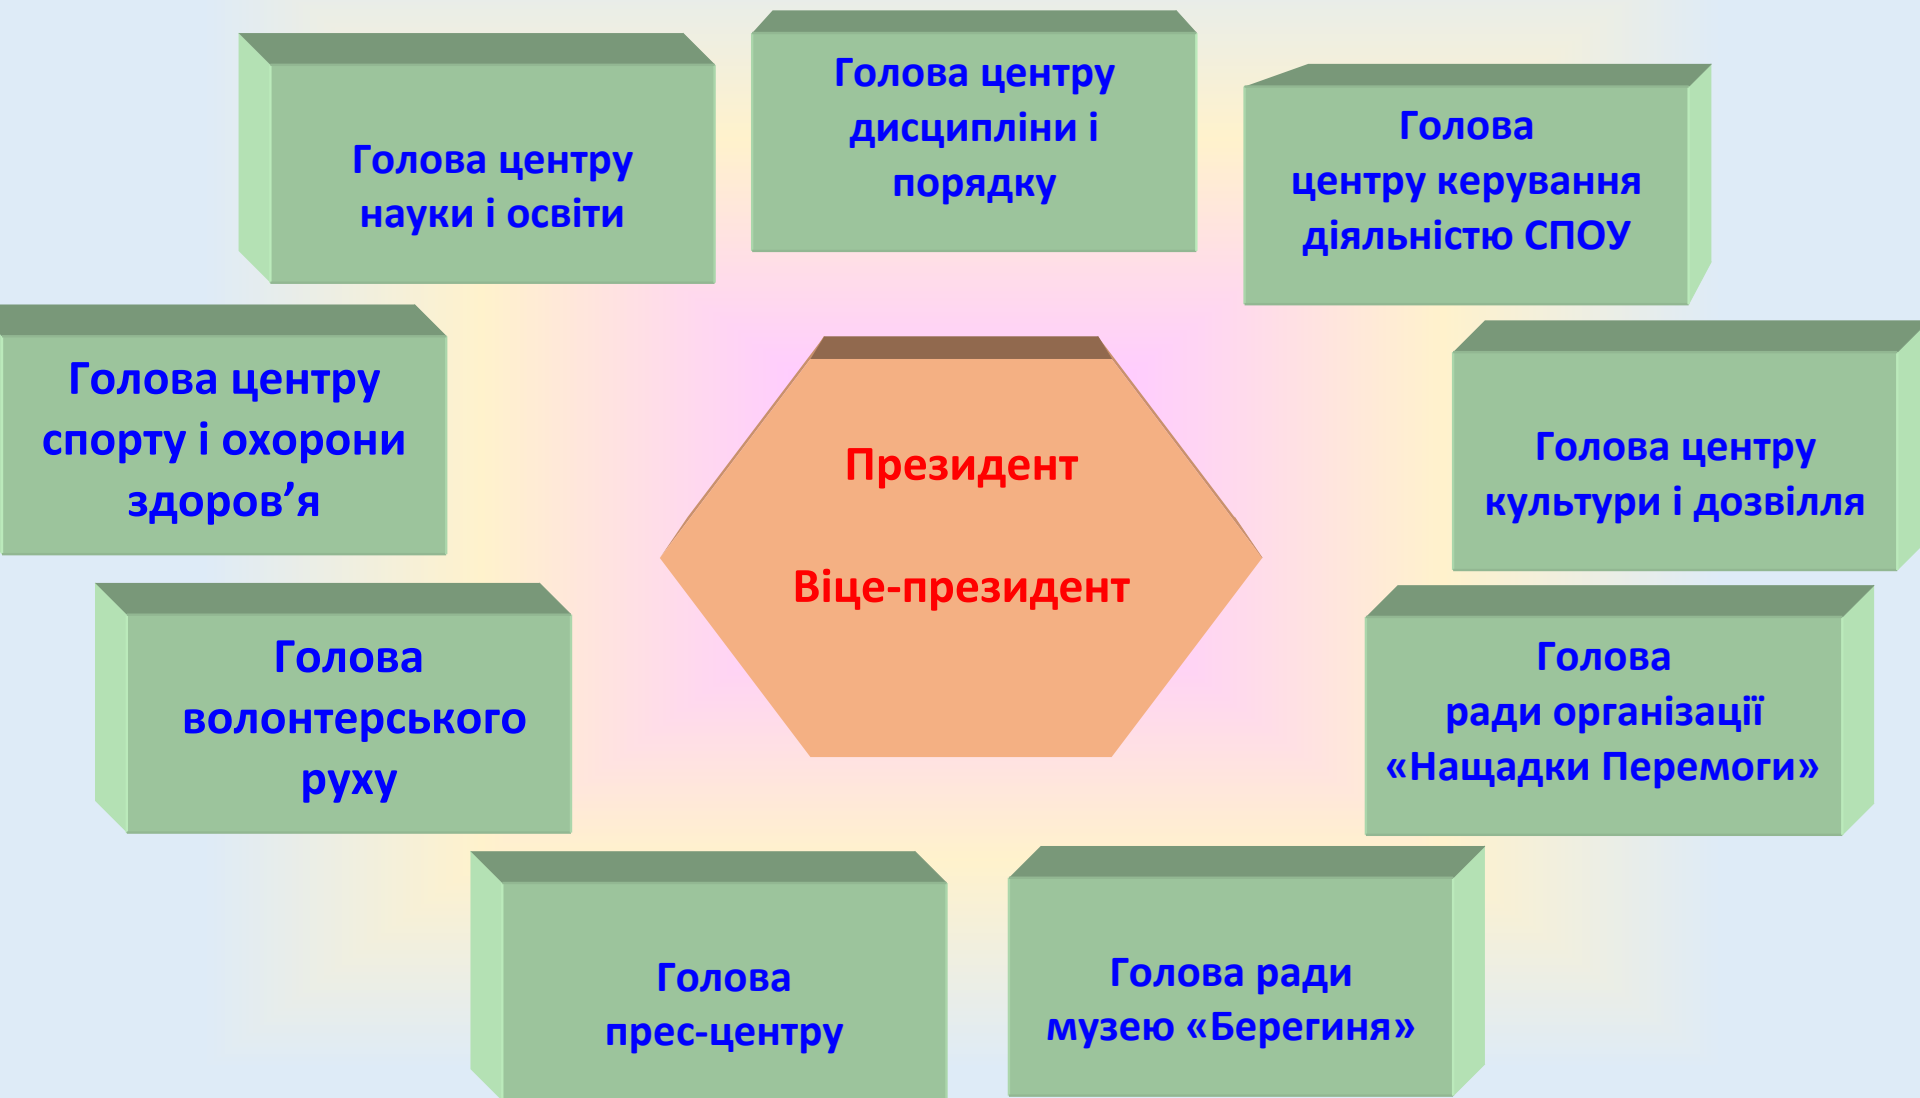 Голова центру
дисципліни і
порядку
Голова центру
науки і освіти
Голова
центру керування
діяльністю СПОУ
Голова центру
спорту і охорони
здоров’я
Президент
Віце-президент
Голова центру
культури і дозвілля
Голова
волонтерського
руху
Голова
ради організації
«Нащадки Перемоги»
Голова
прес-центру
Голова ради
музею «Берегиня»